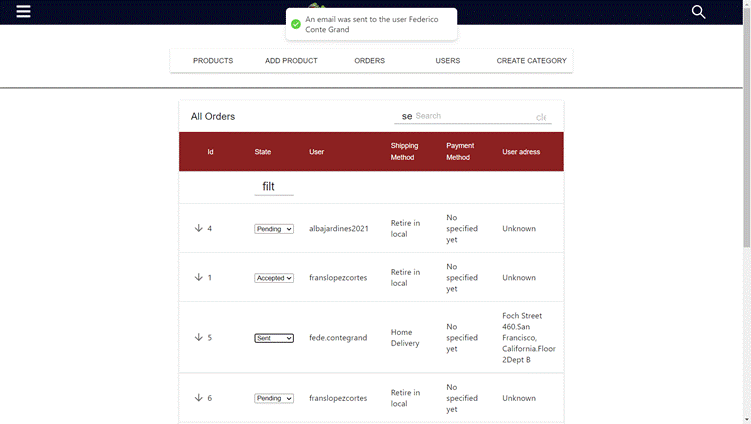 An email was sent to the user Federico
Conte Grand
PRODUCTS ADD PRODUCT ORDERS USERS CREATE CATEGORY
All Orders se Search cle
Id State User Shipping Method Payment Method User adress
filt
4 Pending albajardines2021 Retire in local No specified yet Unknown
1 Accepted franslopezcortes Retire in local No specified yet Unknown
5 Sent fede.contegrand Home Delivery No specified yet Foch Street 460.San Francisco, California.Floor 2Dept B
6 Pending franslopezcortes Retire in local No specified yet Unknown